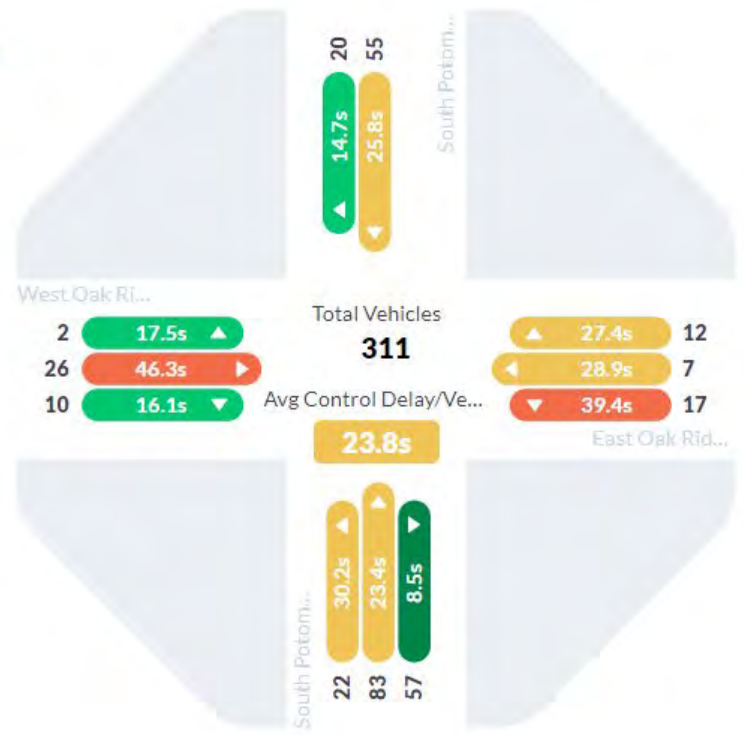 20 55
14.7s 25.8s
South Potom...
West Oak Ri...
2 17.5s
26 46.3s
10 16.1s
Total Vehicles
311
Avg Control Delay/Ve...
23.8s
27.4s 12
28.9s 7
39.4s 17
East Oak Rid...
30.2s 23.4s 8.5s
South Potom...
22 83 57